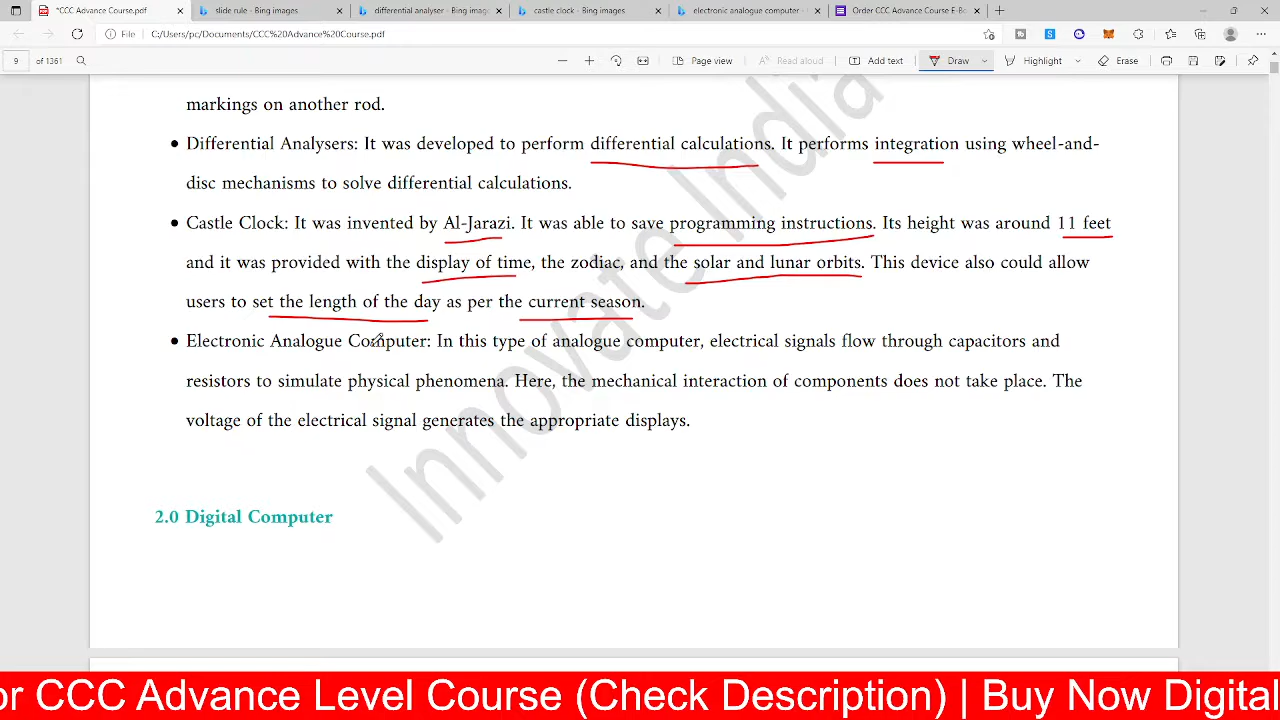 *CCC Advance Course.pdf
slide rule - Bing images
differential analyser - Bing imag
castle clock - Bing images
electronic analogue computer -
Order CCC Advance Course E-Bo
File
C:/Users/pc/Documents/CCC%20Advance%20Course.pdf
9 of 1361
Page view
Read aloud
Add text
Draw
Highlight
Erase
markings on another rod.
• Differential Analysers: It was developed to perform differential calculations. It performs integration using wheel-and-
disc mechanisms to solve differential calculations.
• Castle Clock: It was invented by Al-Jarazi. It was able to save programming instructions. Its height was around 11 feet
and it was provided with the display of time, the zodiac, and the solar and lunar orbits. This device also could allow
users to set the length of the day as per the current season.
• Electronic Analogue Computer: In this type of analogue computer, electrical signals flow through capacitors and
resistors to simulate physical phenomena. Here, the mechanical interaction of components does not take place. The
voltage of the electrical signal generates the appropriate displays.
Innovate India
2.0 Digital Computer
or CCC Advance Level Course (Check Description) | Buy Now Digital